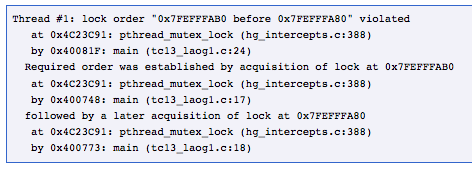 Thread #1: lock order "0x7FEFFFAB0 before 0x7FEFFFA80" violated
at 0x4C23C91: pthread_mutex_lock (hg_intercepts.c:388)
by 0x40081F: main (tc13_laog1.c:24)
Required order was established by acquisition of lock at 0x7FEFFFAB0
at 0x4C23C91: pthread_mutex_lock (hg_intercepts.c:388)
by 0x400748: main (tc13_laog1.c:17)
followed by a later acquisition of lock at 0x7FEFFFA80
at 0x4C23C91: pthread_mutex_lock (hg_intercepts.c:388)
by 0x400773: main (tc13_laog1.c:18)